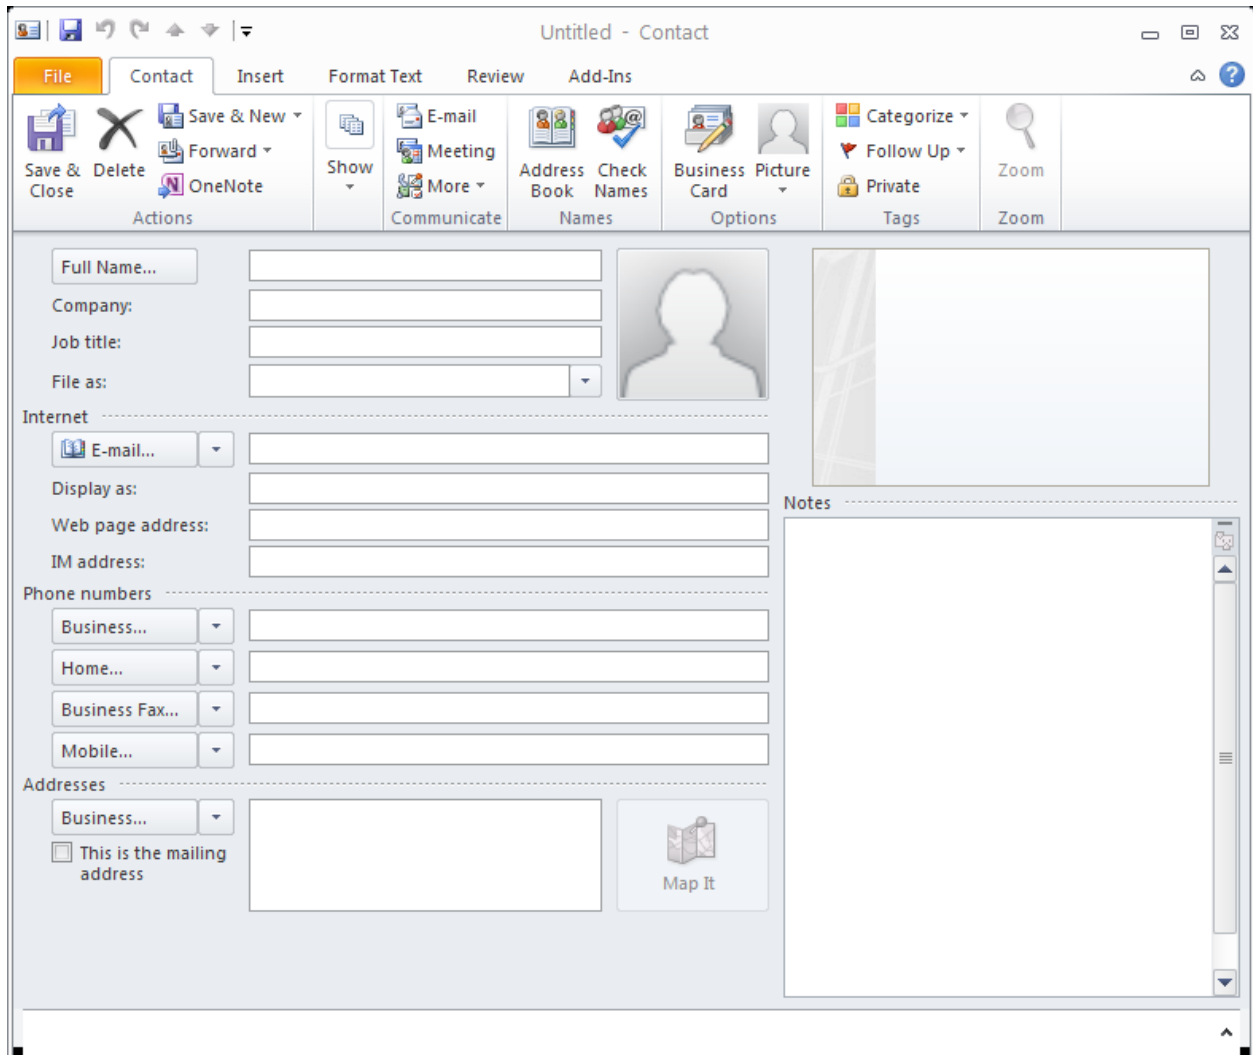 Untitled - Contact
File Contact Insert Format Text Review Add-Ins
Save & Close
Delete
Save & New
Forward
OneNote
Actions
Show
E-mail
Meeting
More
Communicate
Address Book
Check Names
Names
Business Card
Picture
Options
Categorize
Follow Up
Private
Tags
Zoom
Zoom
Full Name...
Company:
Job title:
File as:
Internet
E-mail...
Display as:
Web page address:
IM address:
Phone numbers
Business...
Home...
Business Fax...
Mobile...
Addresses
Business...
This is the mailing
address
Map It
Notes